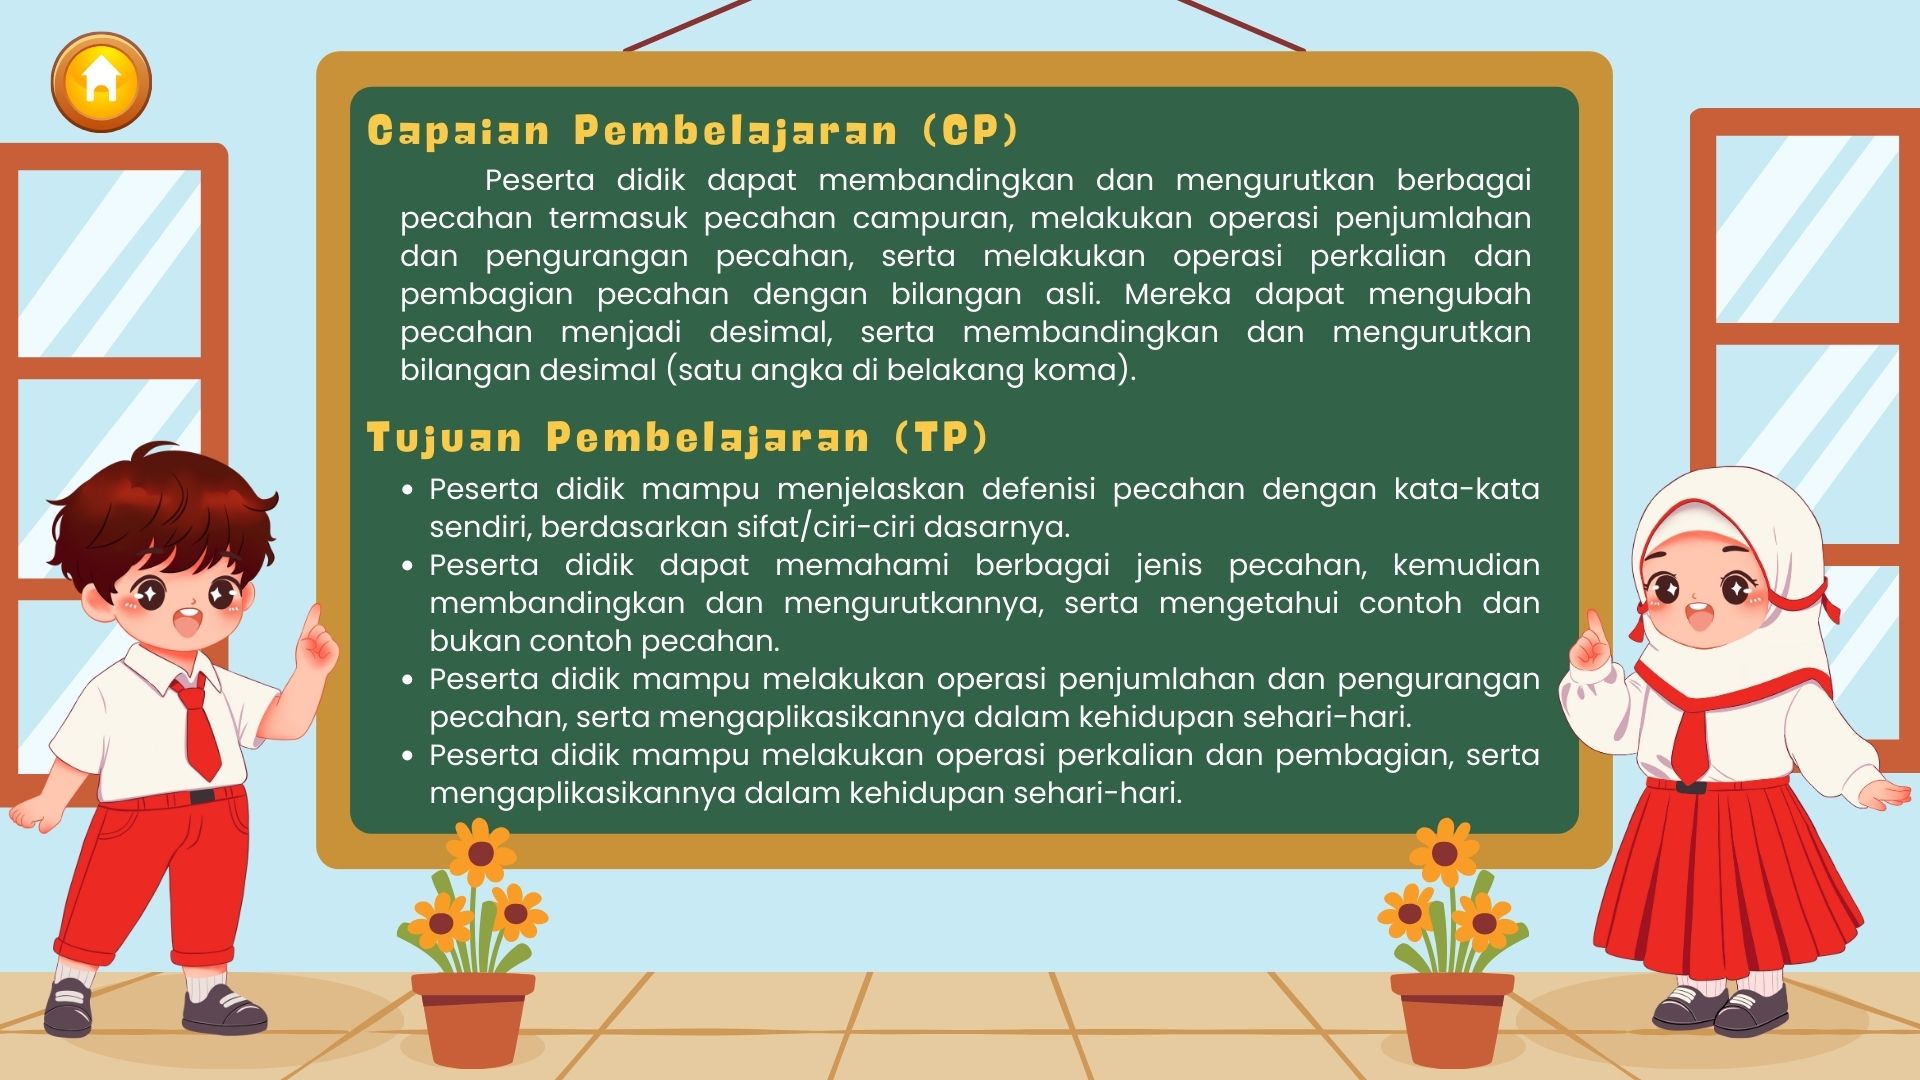 Capaian Pembelajaran (CP)
Peserta didik dapat membandingkan dan mengurutkan berbagai
pecahan termasuk pecahan campuran, melakukan operasi penjumlahan
dan pengurangan pecahan, serta melakukan operasi perkalian dan
pembagian pecahan dengan bilangan asli. Mereka dapat mengubah
pecahan menjadi desimal, serta membandingkan dan mengurutkan
bilangan desimal (satu angka di belakang koma).
Tujuan Pembelajaran (TP)
• Peserta didik mampu menjelaskan defenisi pecahan dengan kata-kata
sendiri, berdasarkan sifat/ciri-ciri dasarnya.
• Peserta didik dapat memahami berbagai jenis pecahan, kemudian
membandingkan dan mengurutkannya, serta mengetahui contoh dan
bukan contoh pecahan.
• Peserta didik mampu melakukan operasi penjumlahan dan pengurangan
pecahan, serta mengaplikasikannya dalam kehidupan sehari-hari.
• Peserta didik mampu melakukan operasi perkalian dan pembagian, serta
mengaplikasikannya dalam kehidupan sehari-hari.